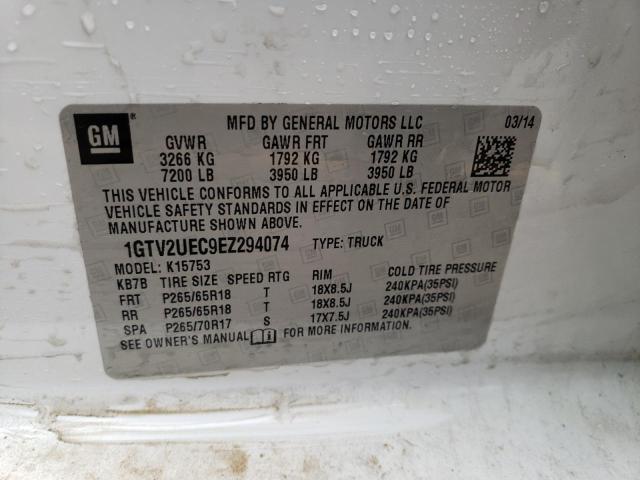 GM ®
MFD BY GENERAL MOTORS LLC 03/14
GVWR GAWR FRT GAWR RR
3266 KG 1792 KG 1792 KG
7200 LB 3950 LB 3950 LB
THIS VEHICLE CONFORMS TO ALL APPLICABLE U.S. FEDERAL MOTOR
VEHICLE SAFETY STANDARDS IN EFFECT ON THE DATE OF
MANUFACTURE SHOWN ABOVE.
1GTV2UEC9EZ294074 TYPE: TRUCK
MODEL: K15753
KB7B TIRE SIZE SPEED RTG RIM COLD TIRE PRESSURE
FRT P265/65R18 T 18X8.5J 240KPA(35PSI)
RR P265/65R18 T 18X8.5J 240KPA(35PSI)
SPA P265/70R17 S 17X7.5J 240KPA(35PSI)
SEE OWNER'S MANUAL